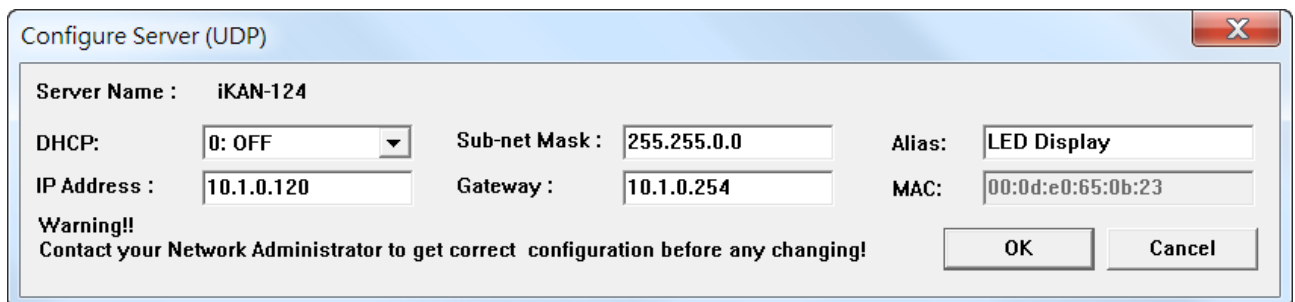 Configure Server (UDP)
Server Name : iKAN-124
DHCP: 0: OFF Sub-net Mask : 255.255.0.0 Alias: LED Display
IP Address : 10.1.0.120 Gateway : 10.1.0.254 MAC: 00:0d:e0:65:0b:23
Warning!!
Contact your Network Administrator to get correct configuration before any changing!
OK Cancel